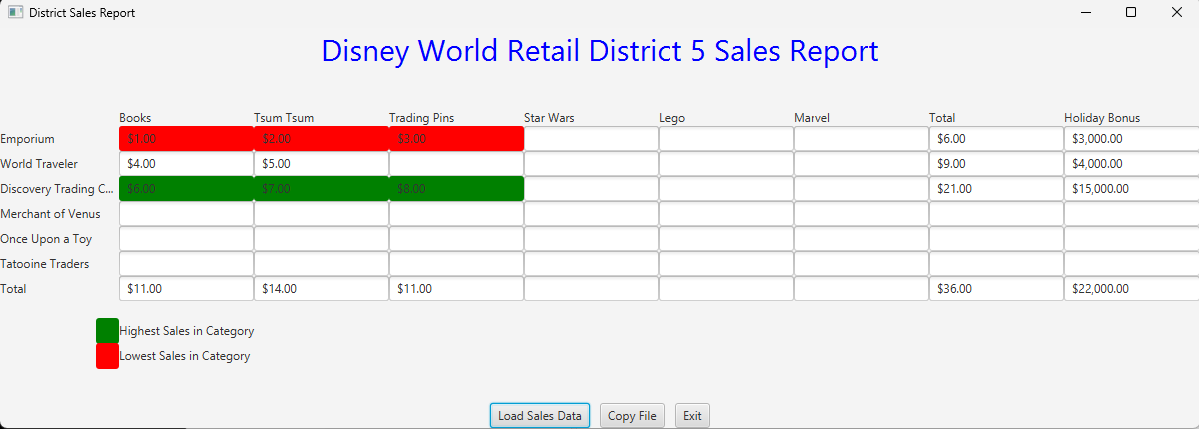 District Sales Report
Disney World Retail District 5 Sales Report
Books Tsum Tsum Trading Pins Star Wars Lego Marvel Total Holiday Bonus
Emporium $1.00 $2.00 $3.00 $6.00 $3,000.00
World Traveler $4.00 $5.00 $9.00 $4,000.00
Discovery Trading C... $6.00 $7.00 $8.00 $21.00 $15,000.00
Merchant of Venus
Once Upon a Toy
Tatooine Traders
Total $11.00 $14.00 $11.00 $36.00 $22,000.00
Highest Sales in Category
Lowest Sales in Category
Load Sales Data Copy File Exit